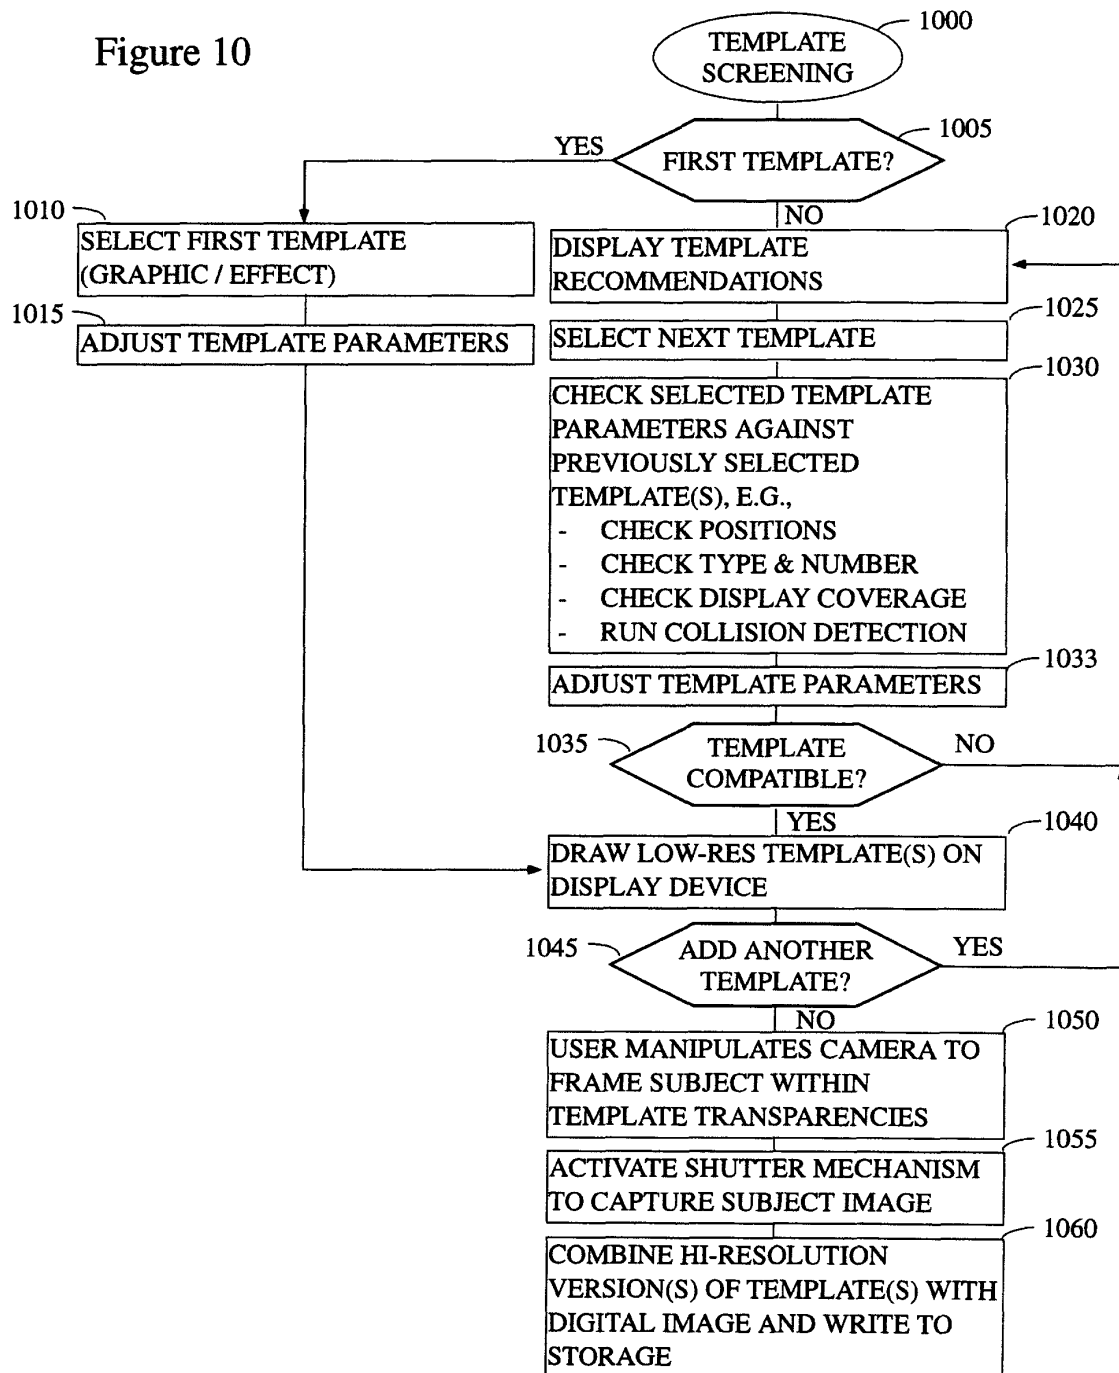 Figure 10
TEMPLATE
SCREENING
1000
FIRST TEMPLATE?
1005
YES
NO
1010
SELECT FIRST TEMPLATE
(GRAPHIC / EFFECT)
1015
ADJUST TEMPLATE PARAMETERS
1020
DISPLAY TEMPLATE
RECOMMENDATIONS
1025
SELECT NEXT TEMPLATE
1030
CHECK SELECTED TEMPLATE
PARAMETERS AGAINST
PREVIOUSLY SELECTED
TEMPLATE(S), E.G.,
- CHECK POSITIONS
- CHECK TYPE & NUMBER
- CHECK DISPLAY COVERAGE
- RUN COLLISION DETECTION
1033
ADJUST TEMPLATE PARAMETERS
1035
TEMPLATE
COMPATIBLE?
NO
YES
1040
DRAW LOW-RES TEMPLATE(S) ON
DISPLAY DEVICE
1045
ADD ANOTHER
TEMPLATE?
YES
NO
1050
USER MANIPULATES CAMERA TO
FRAME SUBJECT WITHIN
TEMPLATE TRANSPARENCIES
1055
ACTIVATE SHUTTER MECHANISM
TO CAPTURE SUBJECT IMAGE
1060
COMBINE HI-RESOLUTION
VERSION(S) OF TEMPLATE(S) WITH
DIGITAL IMAGE AND WRITE TO
STORAGE